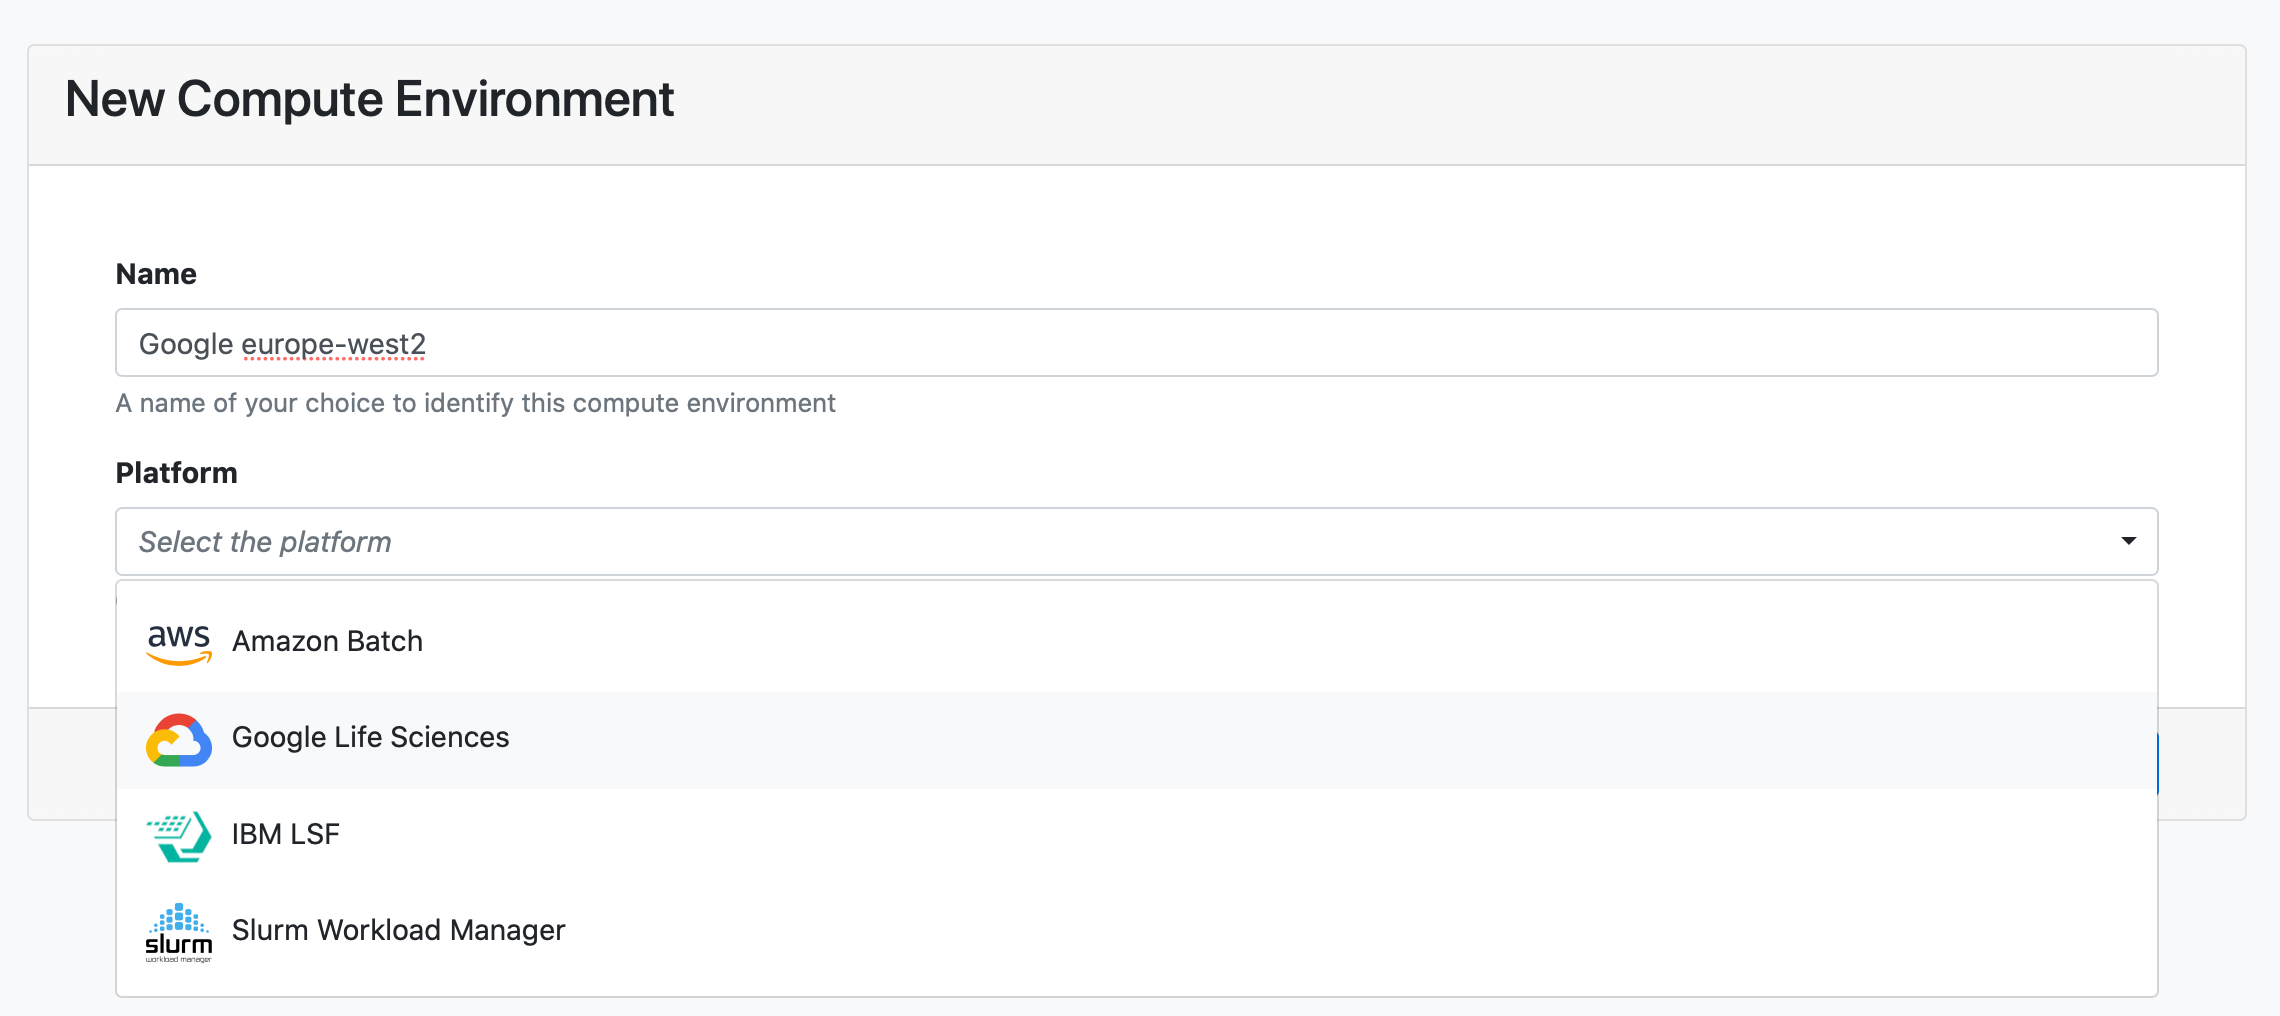 New Compute Environment
Name
Google europe-west2
A name of your choice to identify this compute environment
Platform
Select the platform
aws Amazon Batch
Google Life Sciences
IBM LSF
slurm
workload manager
Slurm Workload Manager